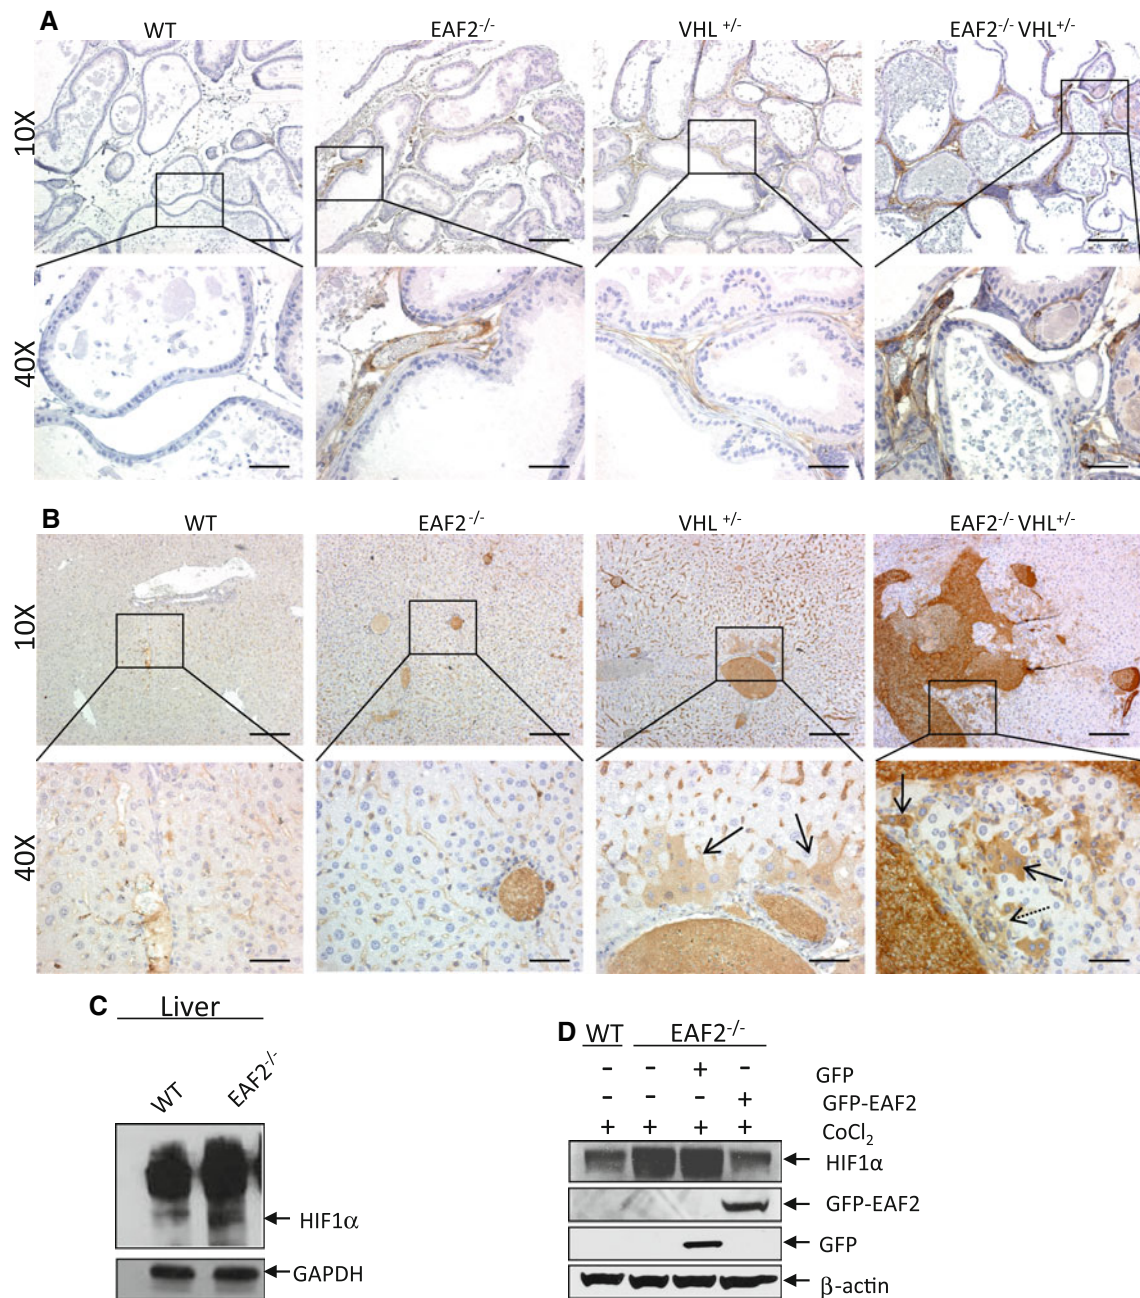 A
WT EAF2-/- VHL +/- EAF2-/- VHL+/-
10X
40X
B
WT EAF2-/- VHL +/- EAF2-/- VHL+/-
10X
40X
C Liver
WT EAF2-/-
HIF1α
GAPDH
D WT EAF2-/-
- - + - GFP
- - - + GFP-EAF2
+ + + + CoCl2
HIF1α
GFP-EAF2
GFP
β-actin